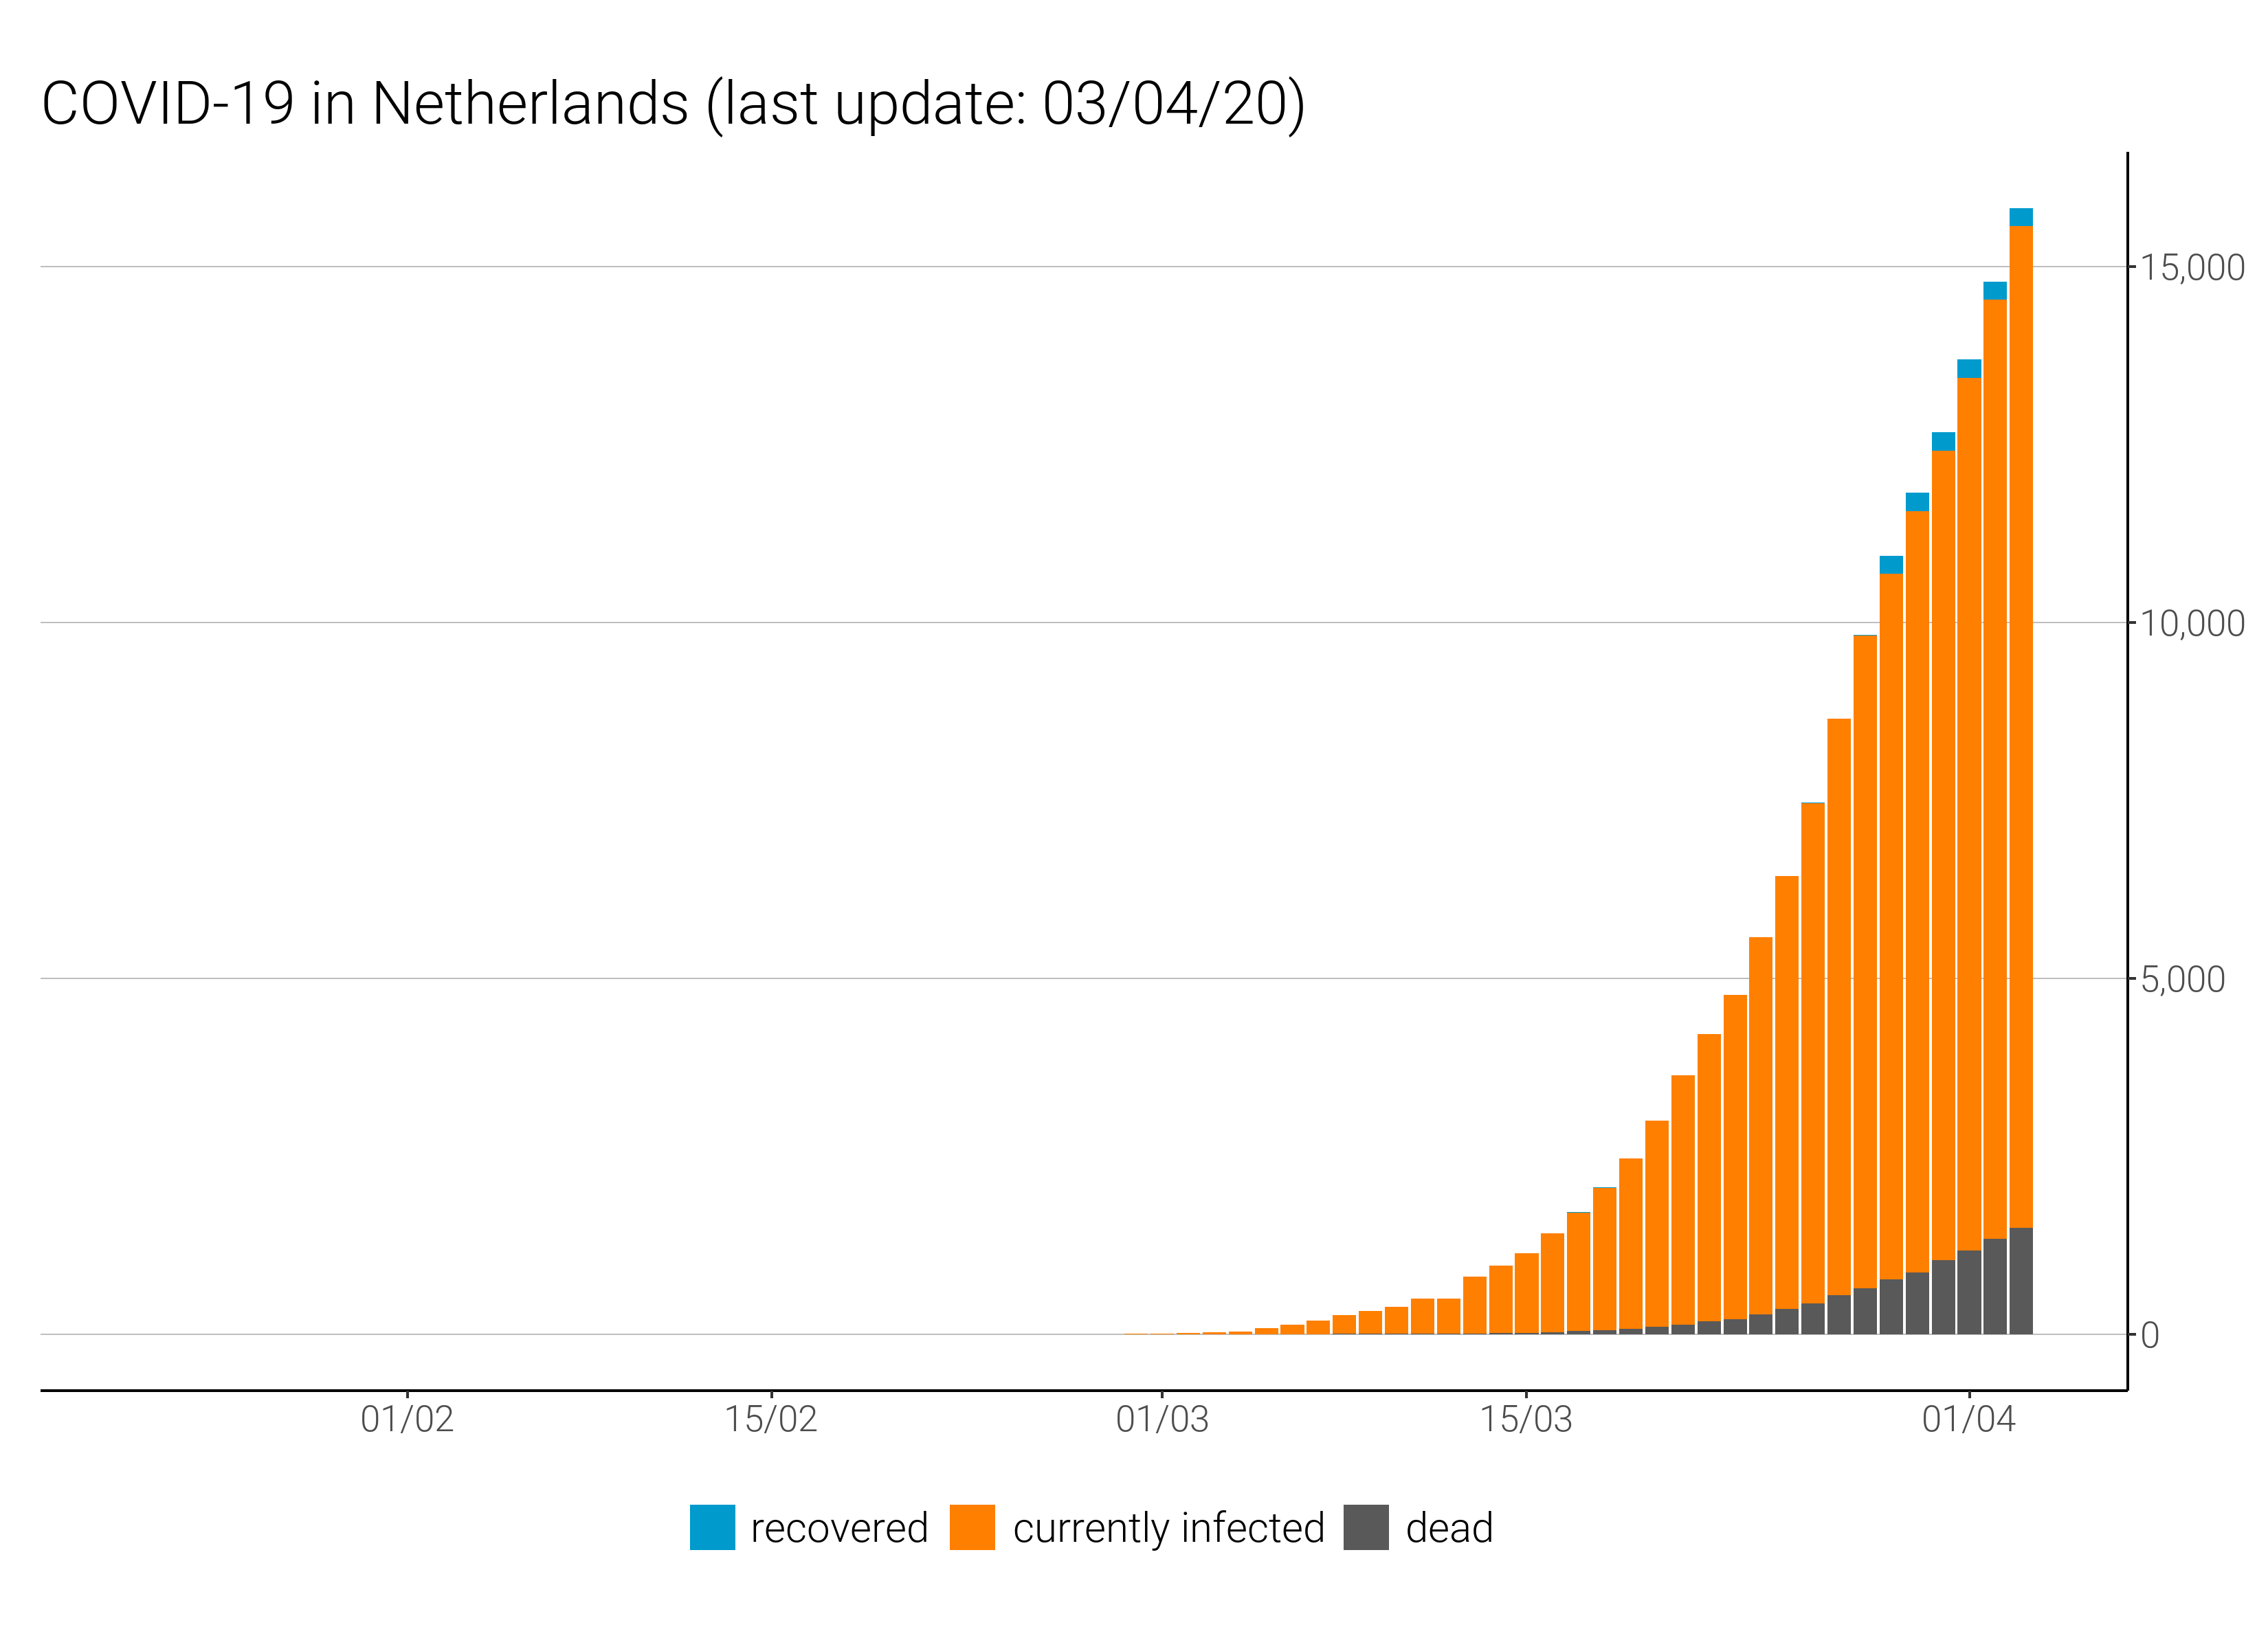 COVID-19 in Netherlands (last update: 03/04/20)
15,000
10,000
5,000
0
01/02 15/02 01/03 15/03 01/04
recovered currently infected dead